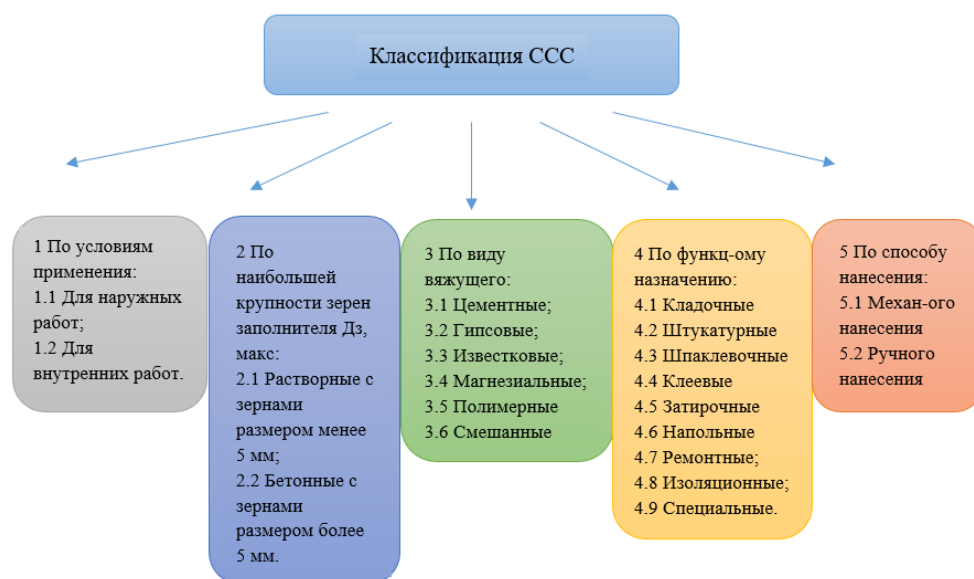 Классификация ССС
1 По условиям
применения:
1.1 Для наружных
работ;
1.2 Для
внутренних работ.
2 По
наибольшей
крупности зерен
заполнителя Дз,
макс:
2.1 Растворные с
зернами
размером менее
5 мм;
2.2 Бетонные с
зернами
размером более
5 мм.
3 По виду
вяжущего:
3.1 Цементные;
3.2 Гипсовые;
3.3 Известковые;
3.4 Магнезиальные;
3.5 Полимерные
3.6 Смешанные
4 По функц-ому
назначению:
4.1 Кладочные
4.2 Штукатурные
4.3 Шпаклевочные
4.4 Клеевые
4.5 Затирочные
4.6 Напольные
4.7 Ремонтные;
4.8 Изоляционные;
4.9 Специальные.
5 По способу
нанесения:
5.1 Механ-ого
нанесения
5.2 Ручного
нанесения